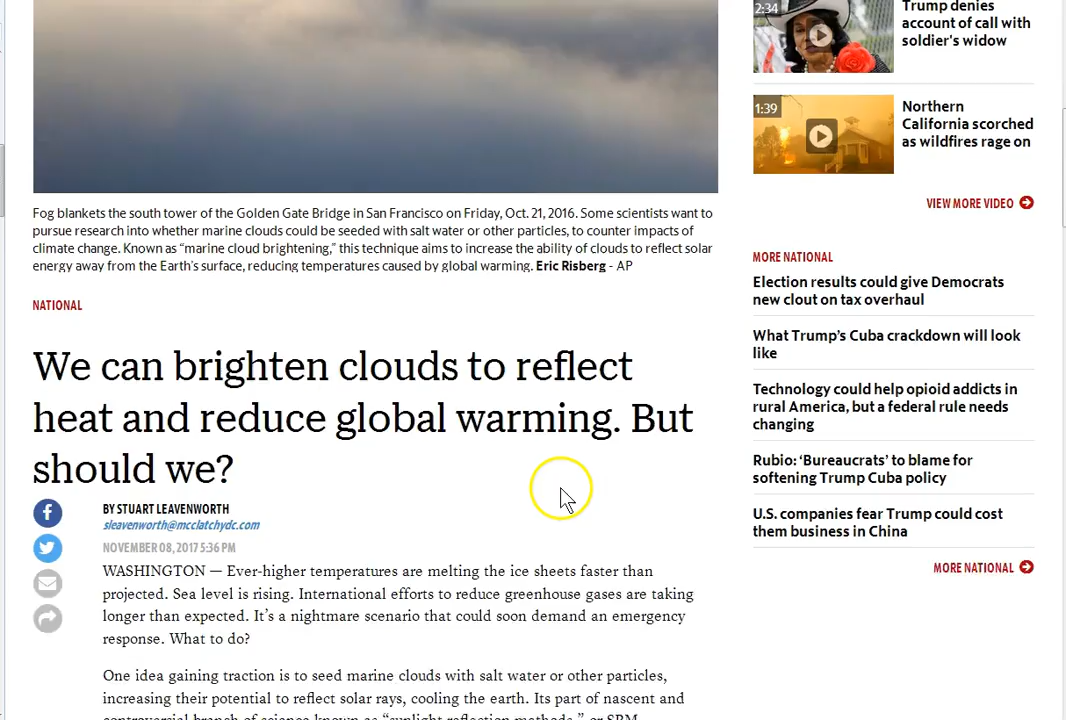 2:34
Trump denies
account of call with
soldier's widow
1:39
Northern
California scorched
as wildfires rage on
VIEW MORE VIDEO
Fog blankets the south tower of the Golden Gate Bridge in San Francisco on Friday, Oct. 21, 2016. Some scientists want to
pursue research into whether marine clouds could be seeded with salt water or other particles, to counter impacts of
climate change. Known as “marine cloud brightening,” this technique aims to increase the ability of clouds to reflect solar
energy away from the Earth’s surface, reducing temperatures caused by global warming. Eric Risberg - AP
NATIONAL
We can brighten clouds to reflect
heat and reduce global warming. But
should we?
BY STUART LEAVENWORTH
sleavenworth@mcclatchydc.com
NOVEMBER 08, 2017 5:36 PM
WASHINGTON — Ever-higher temperatures are melting the ice sheets faster than
projected. Sea level is rising. International efforts to reduce greenhouse gases are taking
longer than expected. It’s a nightmare scenario that could soon demand an emergency
response. What to do?
One idea gaining traction is to seed marine clouds with salt water or other particles,
increasing their potential to reflect solar rays, cooling the earth. Its part of nascent and
controversial branch of science known as “sunlight reflection methods,” or SRM.
MORE NATIONAL
Election results could give Democrats
new clout on tax overhaul
What Trump’s Cuba crackdown will look
like
Technology could help opioid addicts in
rural America, but a federal rule needs
changing
Rubio: ‘Bureaucrats’ to blame for
softening Trump Cuba policy
U.S. companies fear Trump could cost
them business in China
MORE NATIONAL